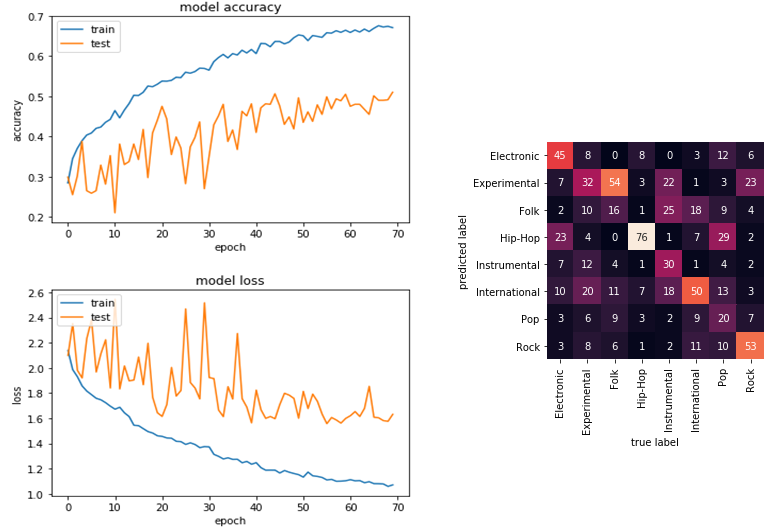 model accuracy
0.7
0.6
0.5
0.4
0.3
0.2
accuracy
train
test
0 10 20 30 40 50 60 70
epoch
model loss
2.6
2.4
2.2
2.0
1.8
1.6
1.4
1.2
1.0
loss
train
test
0 10 20 30 40 50 60 70
epoch
predicted label
Electronic 45 8 0 8 0 3 12 6
Experimental 7 32 54 3 22 1 3 23
Folk 2 10 16 1 25 18 9 4
Hip-Hop 23 4 0 76 1 7 29 2
Instrumental 7 12 4 1 30 1 4 2
International 10 20 11 7 18 50 13 3
Pop 3 6 9 3 2 9 20 7
Rock 3 8 6 1 2 11 10 53
Electronic
Experimental
Folk
Hip-Hop
Instrumental
International
Pop
Rock
true label